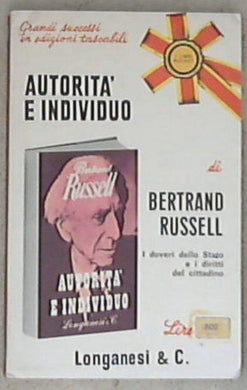 Grandi successi
in edizioni tascabili
AUTORITA'
E INDIVIDUO
di
BERTRAND
RUSSELL
I doveri dello Stato
e i diritti
del cittadino
Bertrand
Russell
AUTORITÀ
E INDIVIDUO
Longanesi & C.
Lire
Longanesi & C.